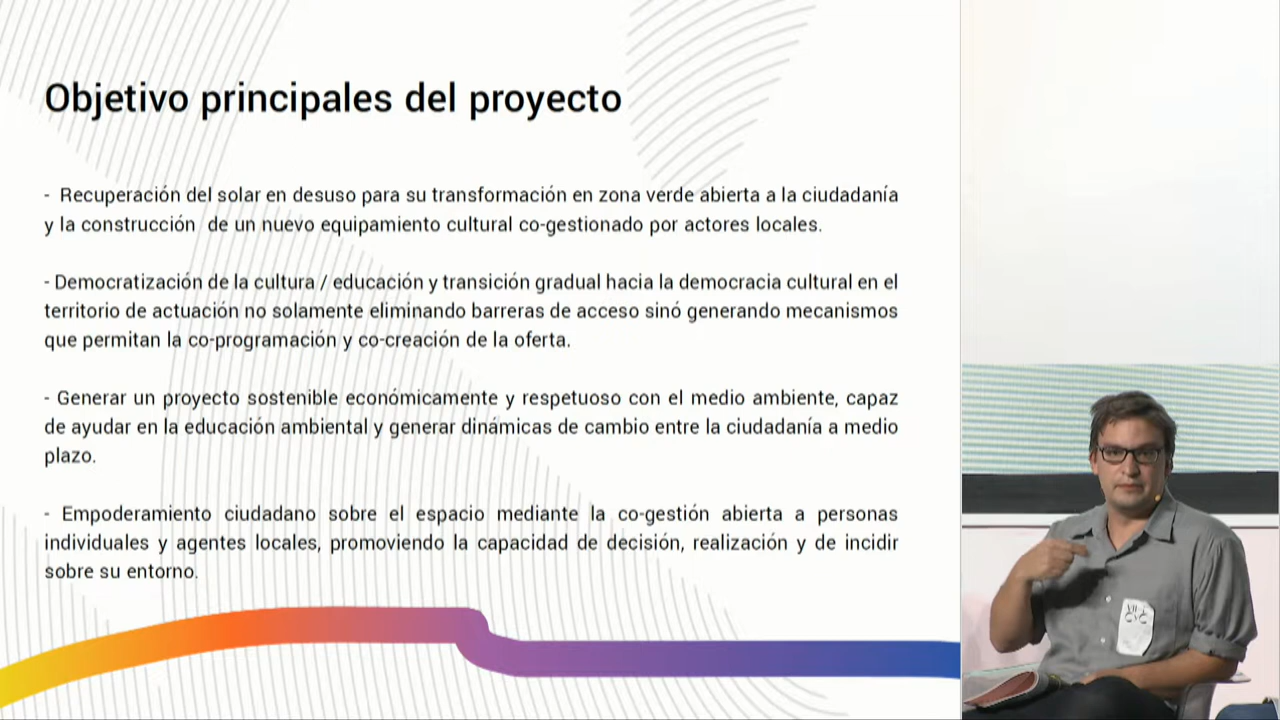 Objetivo principales del proyecto
- Recuperación del solar en desuso para su transformación en zona verde abierta a la ciudadanía
y la construcción de un nuevo equipamiento cultural co-gestionado por actores locales.
- Democratización de la cultura / educación y transición gradual hacia la democracia cultural en el
territorio de actuación no solamente eliminando barreras de acceso sinó generando mecanismos
que permitan la co-programación y co-creación de la oferta.
- Generar un proyecto sostenible económicamente y respetuoso con el medio ambiente, capaz
de ayudar en la educación ambiental y generar dinámicas de cambio entre la ciudadanía a medio
plazo.
- Empoderamiento ciudadano sobre el espacio mediante la co-gestión abierta a personas
individuales y agentes locales, promoviendo la capacidad de decisión, realización y de incidir
sobre su entorno.